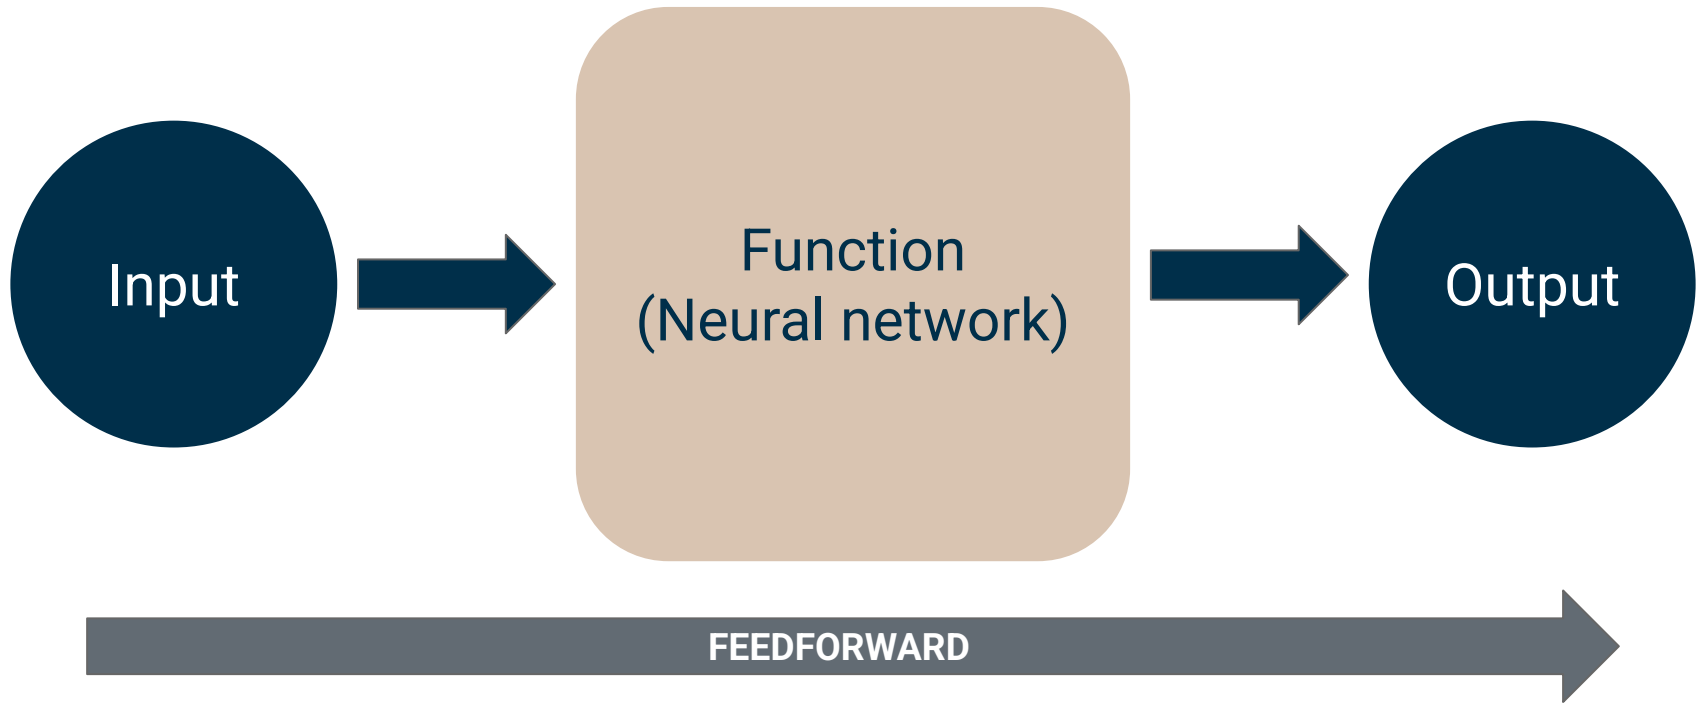 Input
Function
(Neural network)
Output
FEEDFORWARD